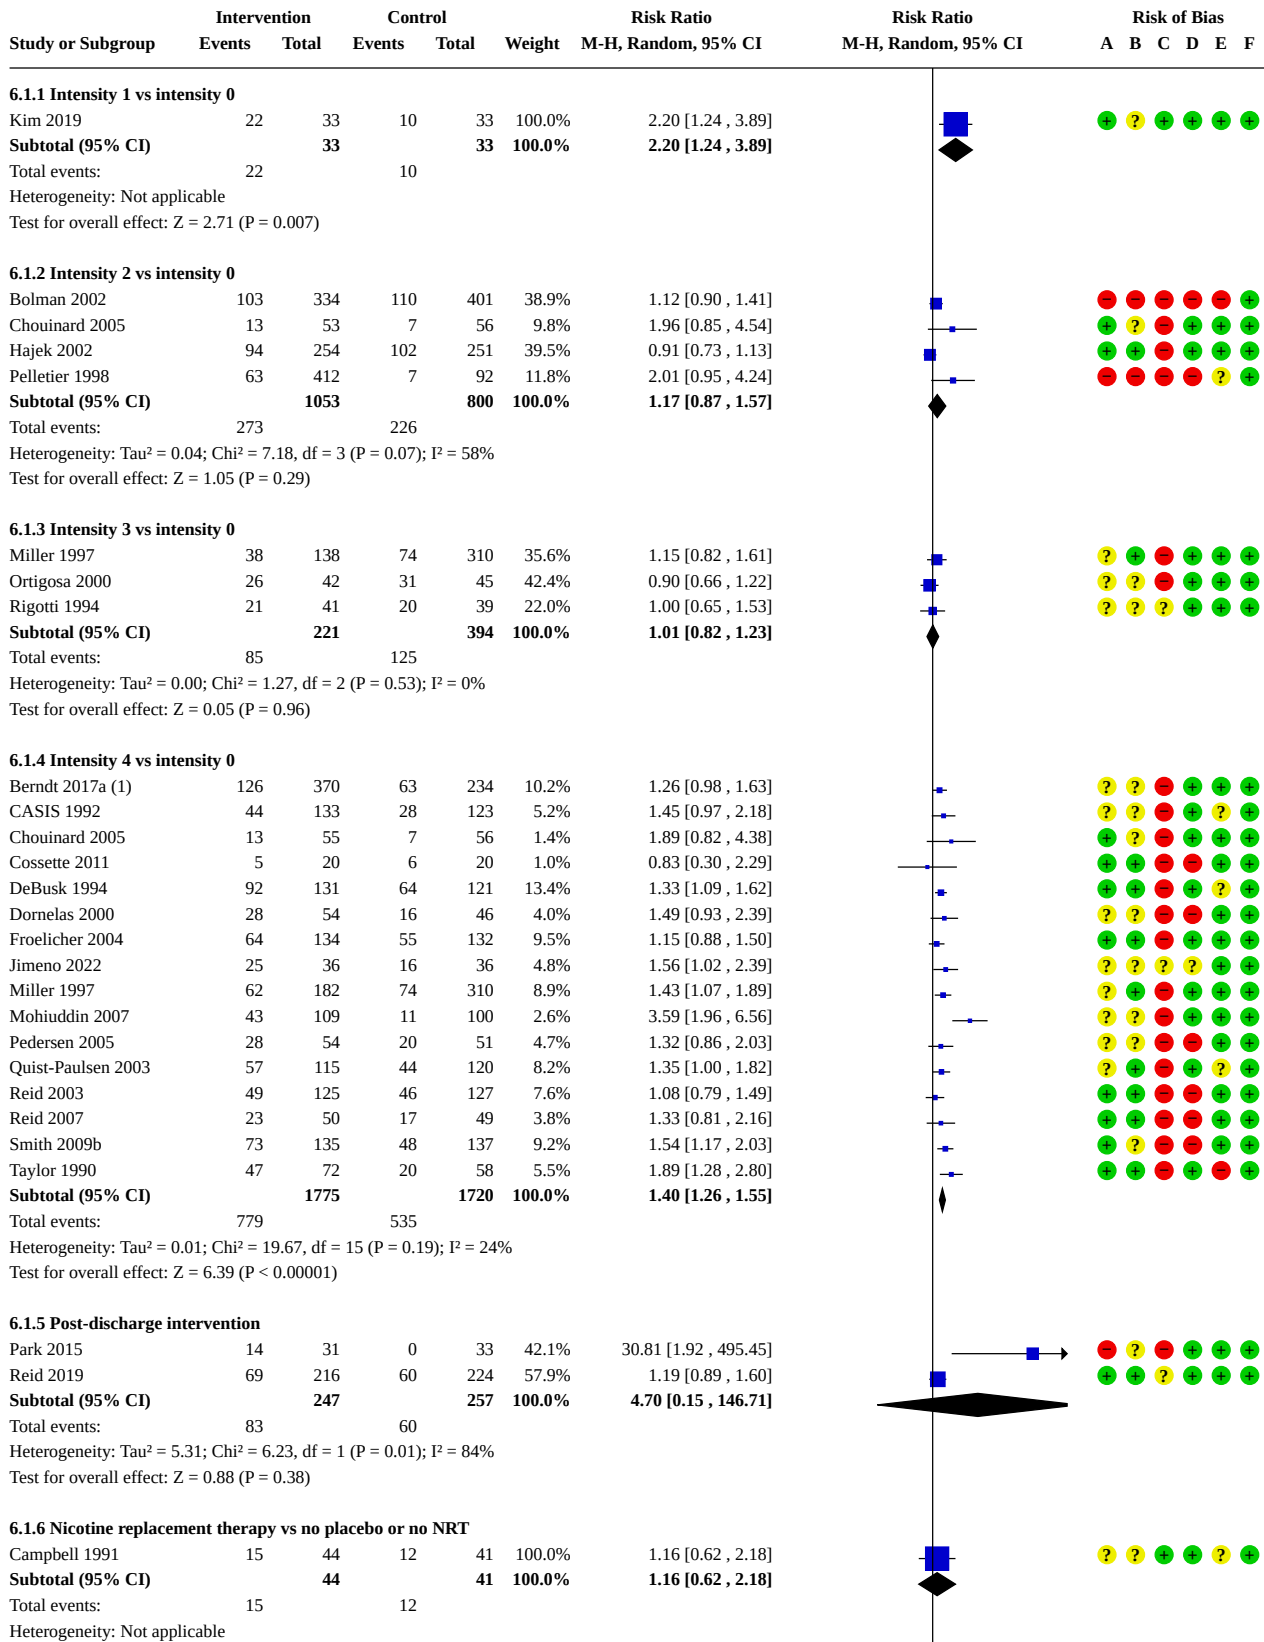 Intervention Control Risk Ratio Risk Ratio Risk of Bias
Study or Subgroup Events Total Events Total Weight M-H, Random, 95% CI M-H, Random, 95% CI A B C D E F
6.1.1 Intensity 1 vs intensity 0
Kim 2019 22 33 10 33 100.0% 2.20 [1.24 , 3.89] + ? + + + +
Subtotal (95% CI) 33 33 100.0% 2.20 [1.24 , 3.89]
Total events: 22 10
Heterogeneity: Not applicable
Test for overall effect: Z = 2.71 (P = 0.007)
6.1.2 Intensity 2 vs intensity 0
Bolman 2002 103 334 110 401 38.9% 1.12 [0.90 , 1.41] − − − − − +
Chouinard 2005 13 53 7 56 9.8% 1.96 [0.85 , 4.54] + ? − + + +
Hajek 2002 94 254 102 251 39.5% 0.91 [0.73 , 1.13] + + − + + +
Pelletier 1998 63 412 7 92 11.8% 2.01 [0.95 , 4.24] − − − − ? +
Subtotal (95% CI) 1053 800 100.0% 1.17 [0.87 , 1.57]
Total events: 273 226
Heterogeneity: Tau² = 0.04; Chi² = 7.18, df = 3 (P = 0.07); I² = 58%
Test for overall effect: Z = 1.05 (P = 0.29)
6.1.3 Intensity 3 vs intensity 0
Miller 1997 38 138 74 310 35.6% 1.15 [0.82 , 1.61] ? + − + + +
Ortigosa 2000 26 42 31 45 42.4% 0.90 [0.66 , 1.22] ? ? − + + +
Rigotti 1994 21 41 20 39 22.0% 1.00 [0.65 , 1.53] ? ? ? + + +
Subtotal (95% CI) 221 394 100.0% 1.01 [0.82 , 1.23]
Total events: 85 125
Heterogeneity: Tau² = 0.00; Chi² = 1.27, df = 2 (P = 0.53); I² = 0%
Test for overall effect: Z = 0.05 (P = 0.96)
6.1.4 Intensity 4 vs intensity 0
Berndt 2017a (1) 126 370 63 234 10.2% 1.26 [0.98 , 1.63] ? ? − + + +
CASIS 1992 44 133 28 123 5.2% 1.45 [0.97 , 2.18] ? ? − + ? +
Chouinard 2005 13 55 7 56 1.4% 1.89 [0.82 , 4.38] + ? − + + +
Cossette 2011 5 20 6 20 1.0% 0.83 [0.30 , 2.29] + + − − + +
DeBusk 1994 92 131 64 121 13.4% 1.33 [1.09 , 1.62] + + − + ? +
Dornelas 2000 28 54 16 46 4.0% 1.49 [0.93 , 2.39] ? ? − − + +
Froelicher 2004 64 134 55 132 9.5% 1.15 [0.88 , 1.50] + + − + + +
Jimeno 2022 25 36 16 36 4.8% 1.56 [1.02 , 2.39] ? ? ? ? + +
Miller 1997 62 182 74 310 8.9% 1.43 [1.07 , 1.89] ? + − + + +
Mohiuddin 2007 43 109 11 100 2.6% 3.59 [1.96 , 6.56] ? ? − + + +
Pedersen 2005 28 54 20 51 4.7% 1.32 [0.86 , 2.03] ? ? − − + +
Quist-Paulsen 2003 57 115 44 120 8.2% 1.35 [1.00 , 1.82] ? + − + ? +
Reid 2003 49 125 46 127 7.6% 1.08 [0.79 , 1.49] + + − − + +
Reid 2007 23 50 17 49 3.8% 1.33 [0.81 , 2.16] + + − − + +
Smith 2009b 73 135 48 137 9.2% 1.54 [1.17 , 2.03] + ? − − + +
Taylor 1990 47 72 20 58 5.5% 1.89 [1.28 , 2.80] + + − + − +
Subtotal (95% CI) 1775 1720 100.0% 1.40 [1.26 , 1.55]
Total events: 779 535
Heterogeneity: Tau² = 0.01; Chi² = 19.67, df = 15 (P = 0.19); I² = 24%
Test for overall effect: Z = 6.39 (P < 0.00001)
6.1.5 Post-discharge intervention
Park 2015 14 31 0 33 42.1% 30.81 [1.92 , 495.45] − ? − + + +
Reid 2019 69 216 60 224 57.9% 1.19 [0.89 , 1.60] + + ? + + +
Subtotal (95% CI) 247 257 100.0% 4.70 [0.15 , 146.71]
Total events: 83 60
Heterogeneity: Tau² = 5.31; Chi² = 6.23, df = 1 (P = 0.01); I² = 84%
Test for overall effect: Z = 0.88 (P = 0.38)
6.1.6 Nicotine replacement therapy vs no placebo or no NRT
Campbell 1991 15 44 12 41 100.0% 1.16 [0.62 , 2.18] ? ? + + ? +
Subtotal (95% CI) 44 41 100.0% 1.16 [0.62 , 2.18]
Total events: 15 12
Heterogeneity: Not applicable